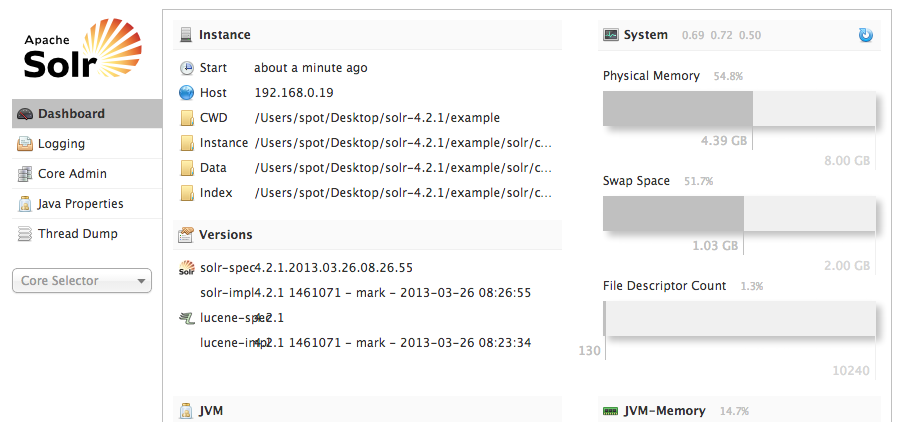 Apache
Solr
Dashboard
Logging
Core Admin
Java Properties
Thread Dump
Core Selector
Instance
Start about a minute ago
Host 192.168.0.19
CWD /Users/spot/Desktop/solr-4.2.1/example
Instance /Users/spot/Desktop/solr-4.2.1/example/solr/c...
Data /Users/spot/Desktop/solr-4.2.1/example/solr/c...
Index /Users/spot/Desktop/solr-4.2.1/example/solr/c...
Versions
solr-spec 4.2.1.2013.03.26.08.26.55
solr-impl 4.2.1 1461071 - mark - 2013-03-26 08:26:55
lucene-spec 4.2.1
lucene-impl 4.2.1 1461071 - mark - 2013-03-26 08:23:34
JVM
System 0.69 0.72 0.50
Physical Memory 54.8%
4.39 GB
8.00 GB
Swap Space 51.7%
1.03 GB
2.00 GB
File Descriptor Count 1.3%
130
10240
JVM-Memory 14.7%